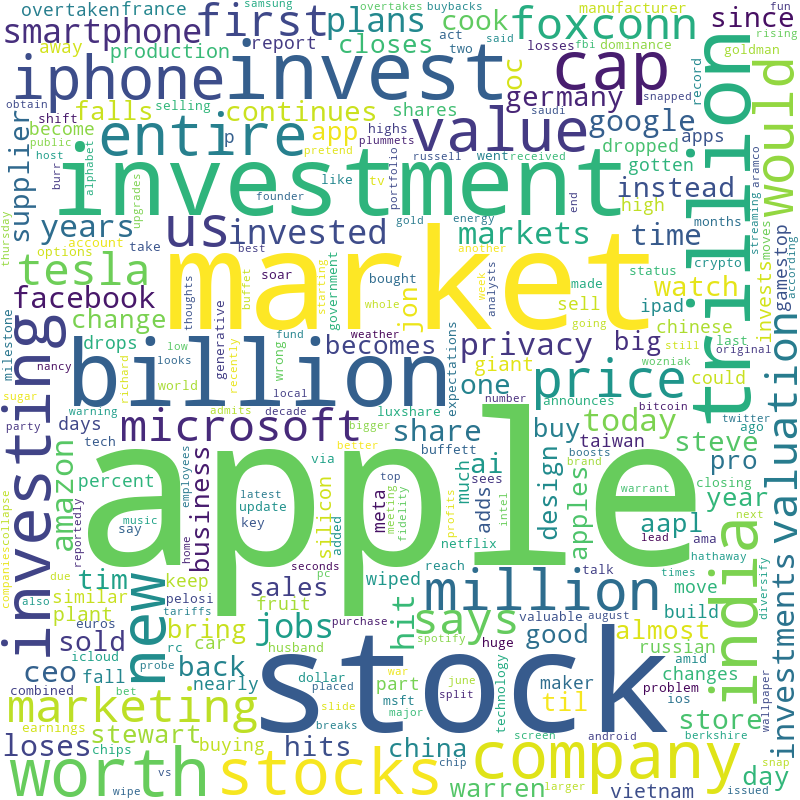 samsung
overtakes
buybacks
fun
overtaken
france
first
plans
cook
foxconn
manufacturer
since
smartphone
away
production
report
closes
act
two
said
losses
fbi
dominance
rising
goldman
iphone
invest
cap
trillion
would
obtain
shift
selling
falls
continues
oc
germany
snapped
record
become
public
host
burr
alphabet
entire
p
highs
plummets
pretend
app
shares
value
saudi
google
apps
dropped
aramco
streaming
according
supplier
upgrades
investment
russell
went
received
portfolio
like
tv
founder
gotten
high
instead
end
thursday
years
account
options
take
us
invested
gold
energy
best
another
markets
time
months
moves
invests
gamestop
tesla
thoughts
buffet
market
bought
whole
week
analysts
made
status
crypto
watch
facebook
change
milestone
generative
soar
starting
government
jon
sell
ipad
chinese
going
valuation
nancy
drops
low
looks
recently
fund
wrong
weather
becomes
expectations
privacy
big
giant
last
still
original
investing
sugar
party
world
warning
richard
billion
local
admits
decade
luxshare
bigger
one
number
price
could
wozniak
announces
bitcoin
twitter
days
tech
better
microsoft
share
buy
today
ago
boosts
taiwan
steve
amazon
percent
employees
via
buffett
top
much
ai
sees
design
brand
apples
closing
pro
companies
collapse
reportedly
music
say
latest
update
key
business
silicon
seconds
added
meta
meeting
fidelity
profits
adds
intel
warrant
aapl
year
lead
ama
next
apple
netflix
hathaway
due
also
tim
home
pelosi
keep
sales
pc
wiped
reach
million
talk
times
move
india
investments
diversify
similar
plant
euros
tariffs
fruit
purchase
hit
says
valuable
august
build
new
bring
jobs
spotify
huge
good
almost
sold
icloud
rc
car
husband
stock
maker
russian
problem
amid
ceo
fall
probe
back
nearly
dollar
placed
war
june
part
split
technology
til
ios
changes
wallpaper
combined
bet
msft
major
slide
breaks
screen
android
store
berkshire
marketing
earnings
stewart
loses
chips
buying
hits
china
company
day
worth
vs
wipe
stocks
warren
chip
larger
vietnam
issued
snap